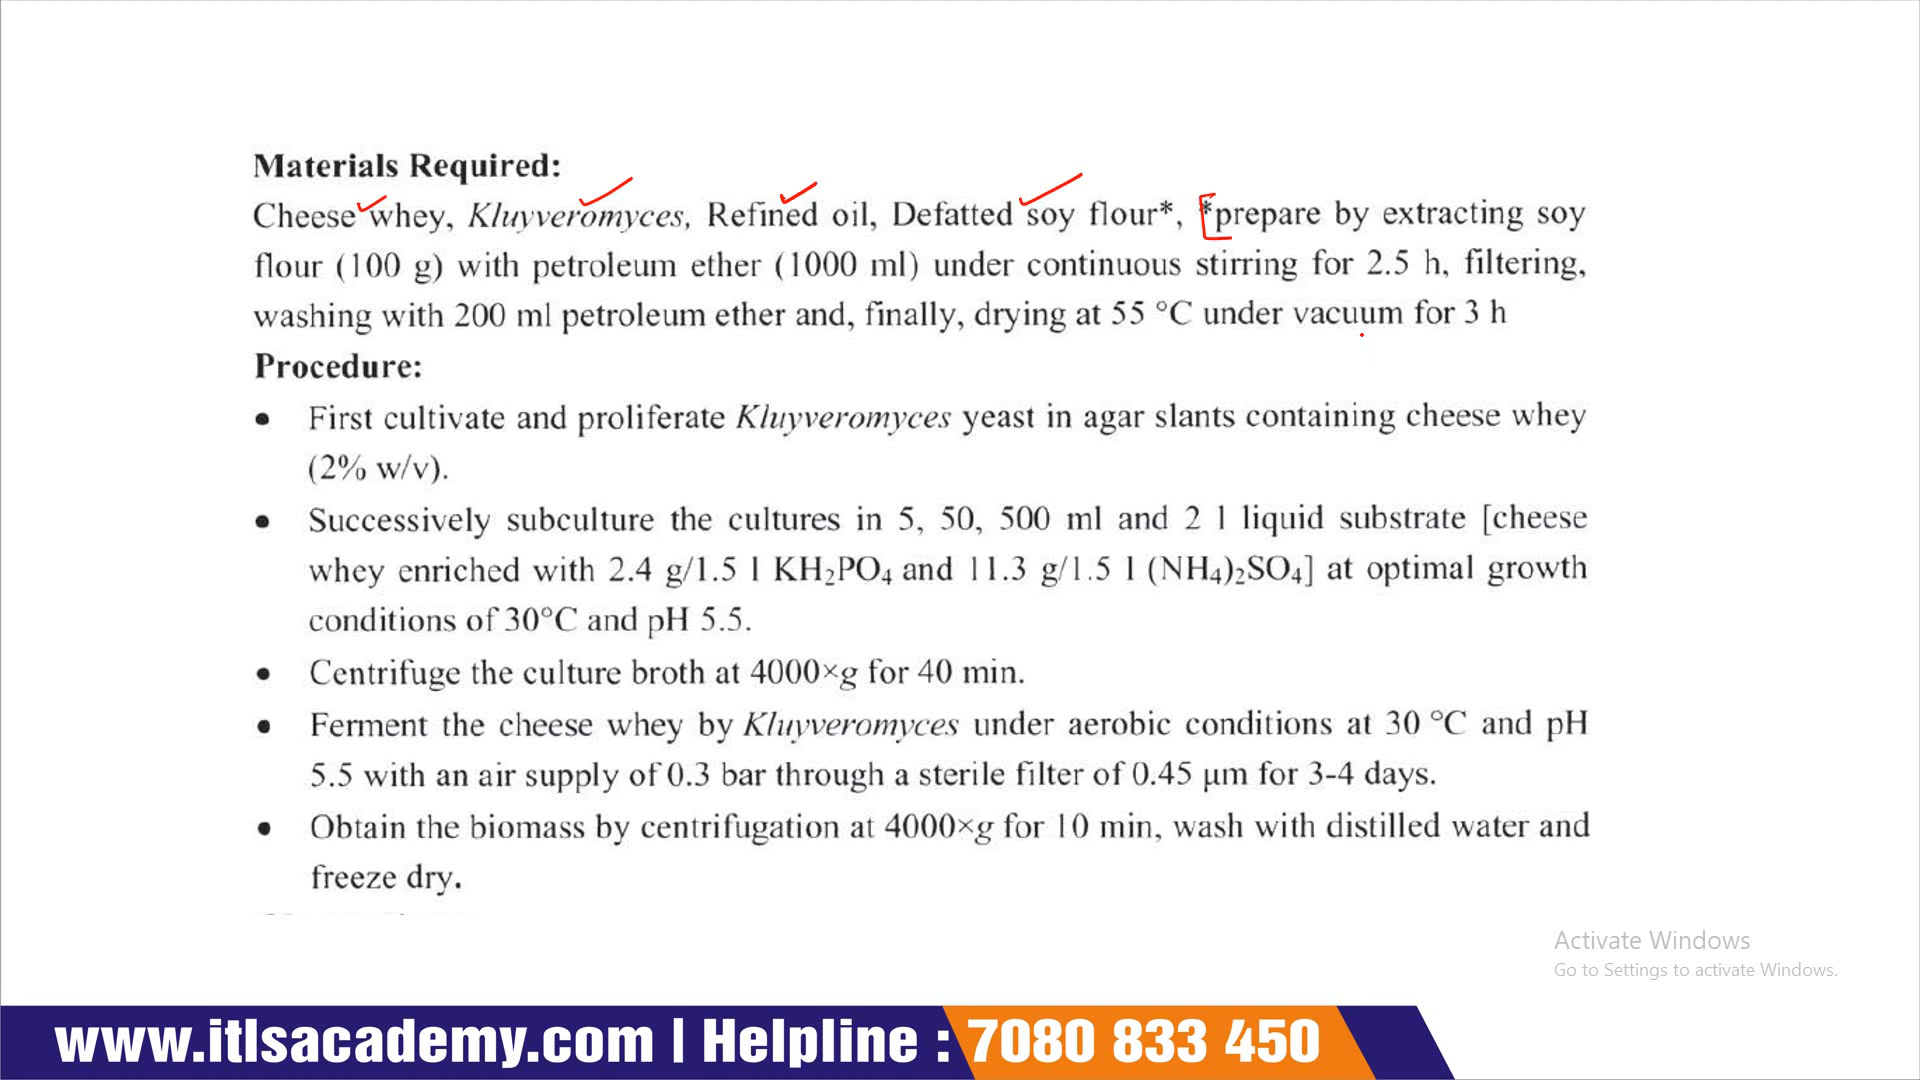 Materials Required:
Cheese whey, Kluyveromyces, Refined oil, Defatted soy flour*, *prepare by extracting soy
flour (100 g) with petroleum ether (1000 ml) under continuous stirring for 2.5 h, filtering,
washing with 200 ml petroleum ether and, finally, drying at 55 °C under vacuum for 3 h
Procedure:
• First cultivate and proliferate Kluyveromyces yeast in agar slants containing cheese whey
(2% w/v).
• Successively subculture the cultures in 5, 50, 500 ml and 2 l liquid substrate [cheese
whey enriched with 2.4 g/1.5 l KH₂PO₄ and 11.3 g/1.5 l (NH₄)₂SO₄] at optimal growth
conditions of 30°C and pH 5.5.
• Centrifuge the culture broth at 4000×g for 40 min.
• Ferment the cheese whey by Kluyveromyces under aerobic conditions at 30 °C and pH
5.5 with an air supply of 0.3 bar through a sterile filter of 0.45 µm for 3-4 days.
• Obtain the biomass by centrifugation at 4000×g for 10 min, wash with distilled water and
freeze dry.
Activate Windows
Go to Settings to activate Windows.
www.itlsacademy.com | Helpline : 7080 833 450